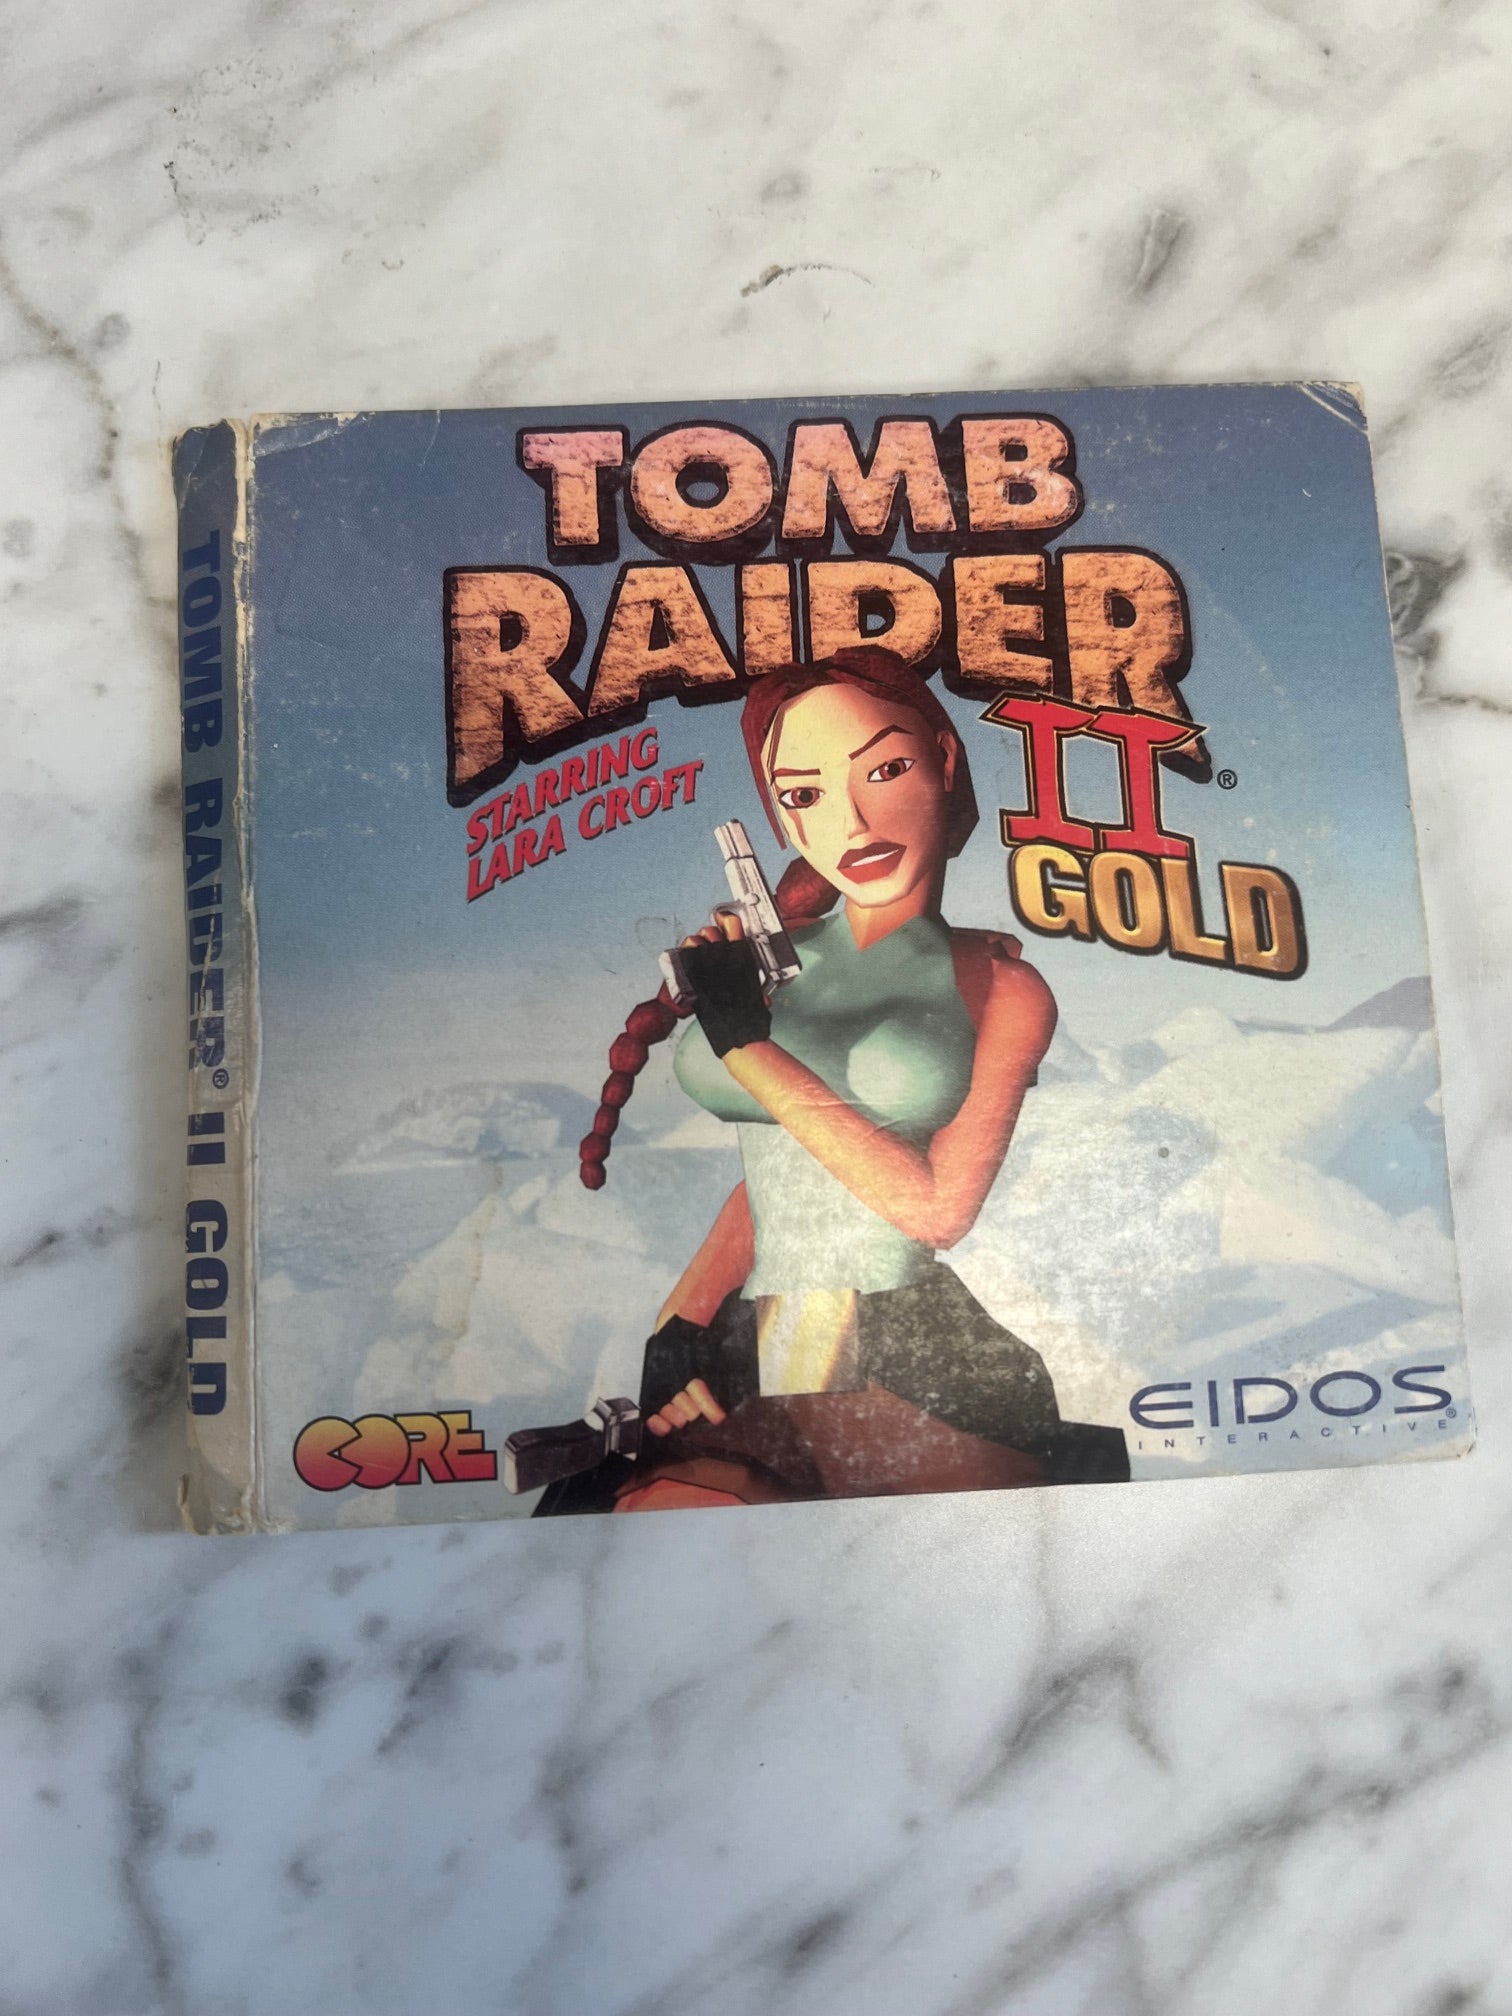 TOMB
RAIDER
II®
GOLD
STARRING
LARA CROFT
TOMB RAIDER® II GOLD
CORE
EIDOS
INTERACTIVE®